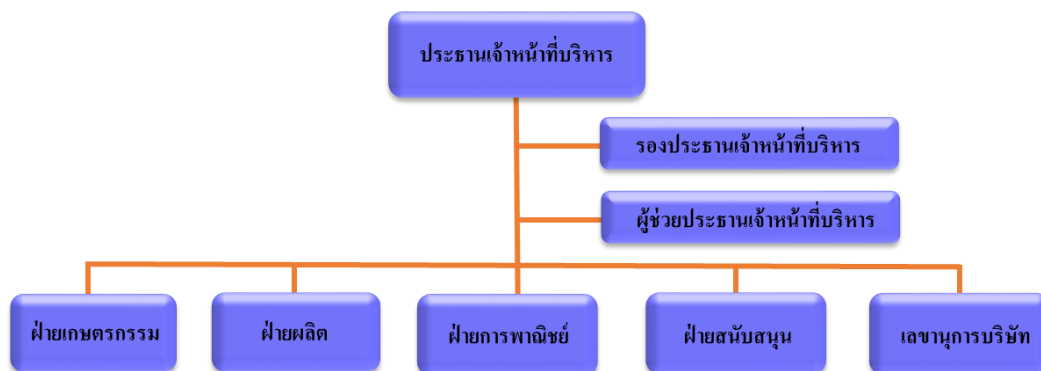 ประธานเจ้าหน้าที่บริหาร
รองประธานเจ้าหน้าที่บริหาร
ผู้ช่วยประธานเจ้าหน้าที่บริหาร
ฝ่ายเกษตรกรรม
ฝ่ายผลิต
ฝ่ายการพาณิชย์
ฝ่ายสนับสนุน
เลขานุการบริษัท